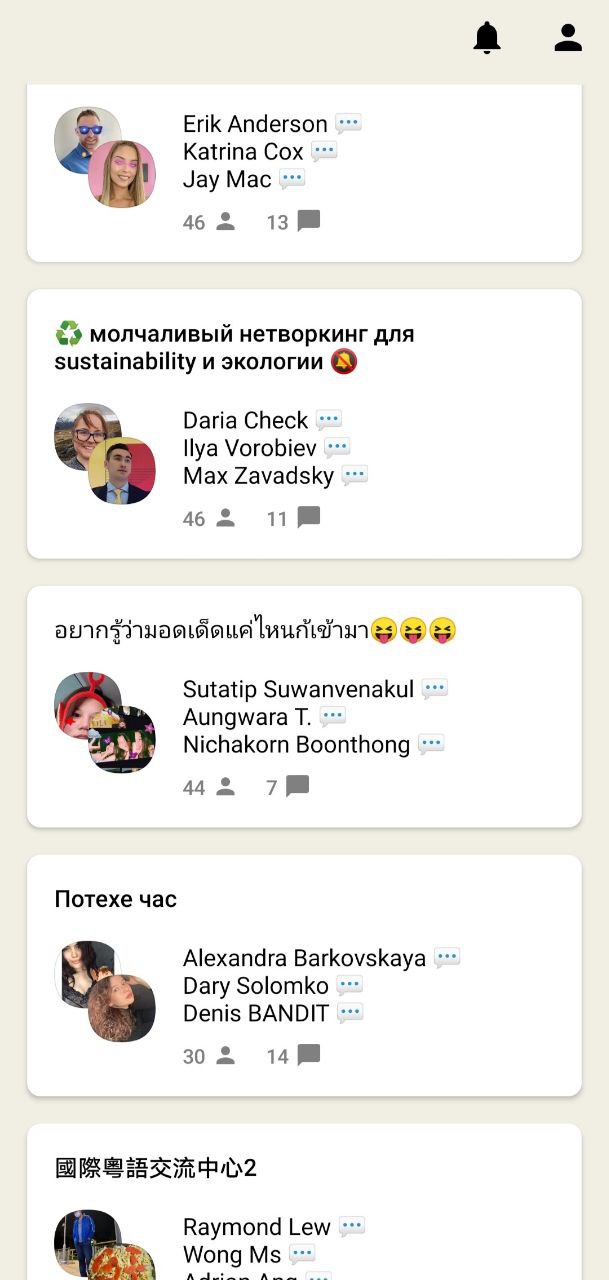 Erik Anderson 💬
Katrina Cox 💬
Jay Mac 💬
46 13
♻️ молчаливый нетворкинг для
sustainability и экологии 🔕
Daria Check 💬
Ilya Vorobiev 💬
Max Zavadsky 💬
46 11
อยากรู้ว่ามอดเด็ดแค่ไหนก้เข้ามา😝😝😝
Sutatip Suwanvenakul 💬
Aungwara T. 💬
Nichakorn Boonthong 💬
44 7
Потехе час
Alexandra Barkovskaya 💬
Dary Solomko 💬
Denis BANDIT 💬
30 14
國際粵語交流中心2
Raymond Lew 💬
Wong Ms 💬
Adrian Ang 💬